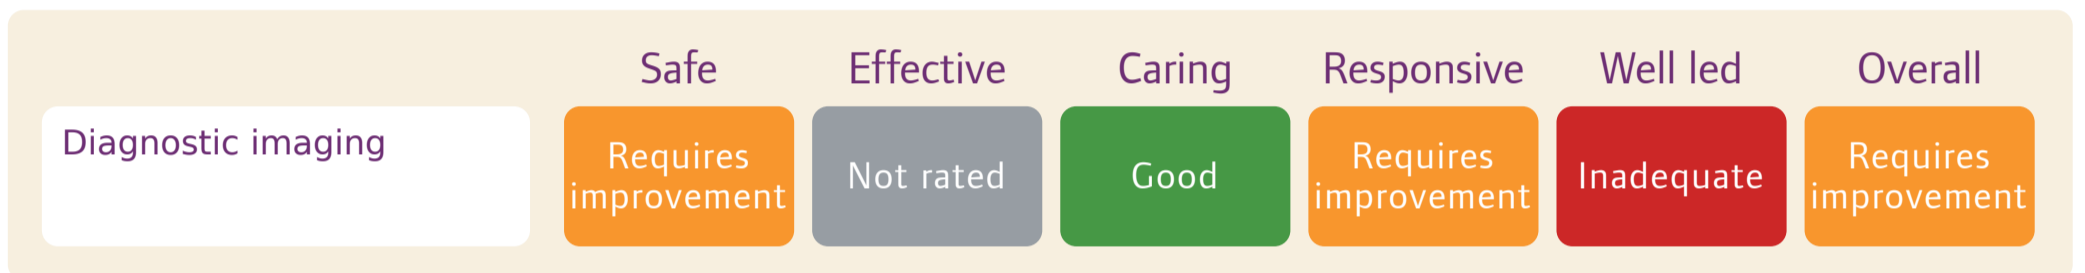 Safe Effective Caring Responsive Well led Overall
Diagnostic imaging
Requires improvement
Not rated
Good
Requires improvement
Inadequate
Requires improvement